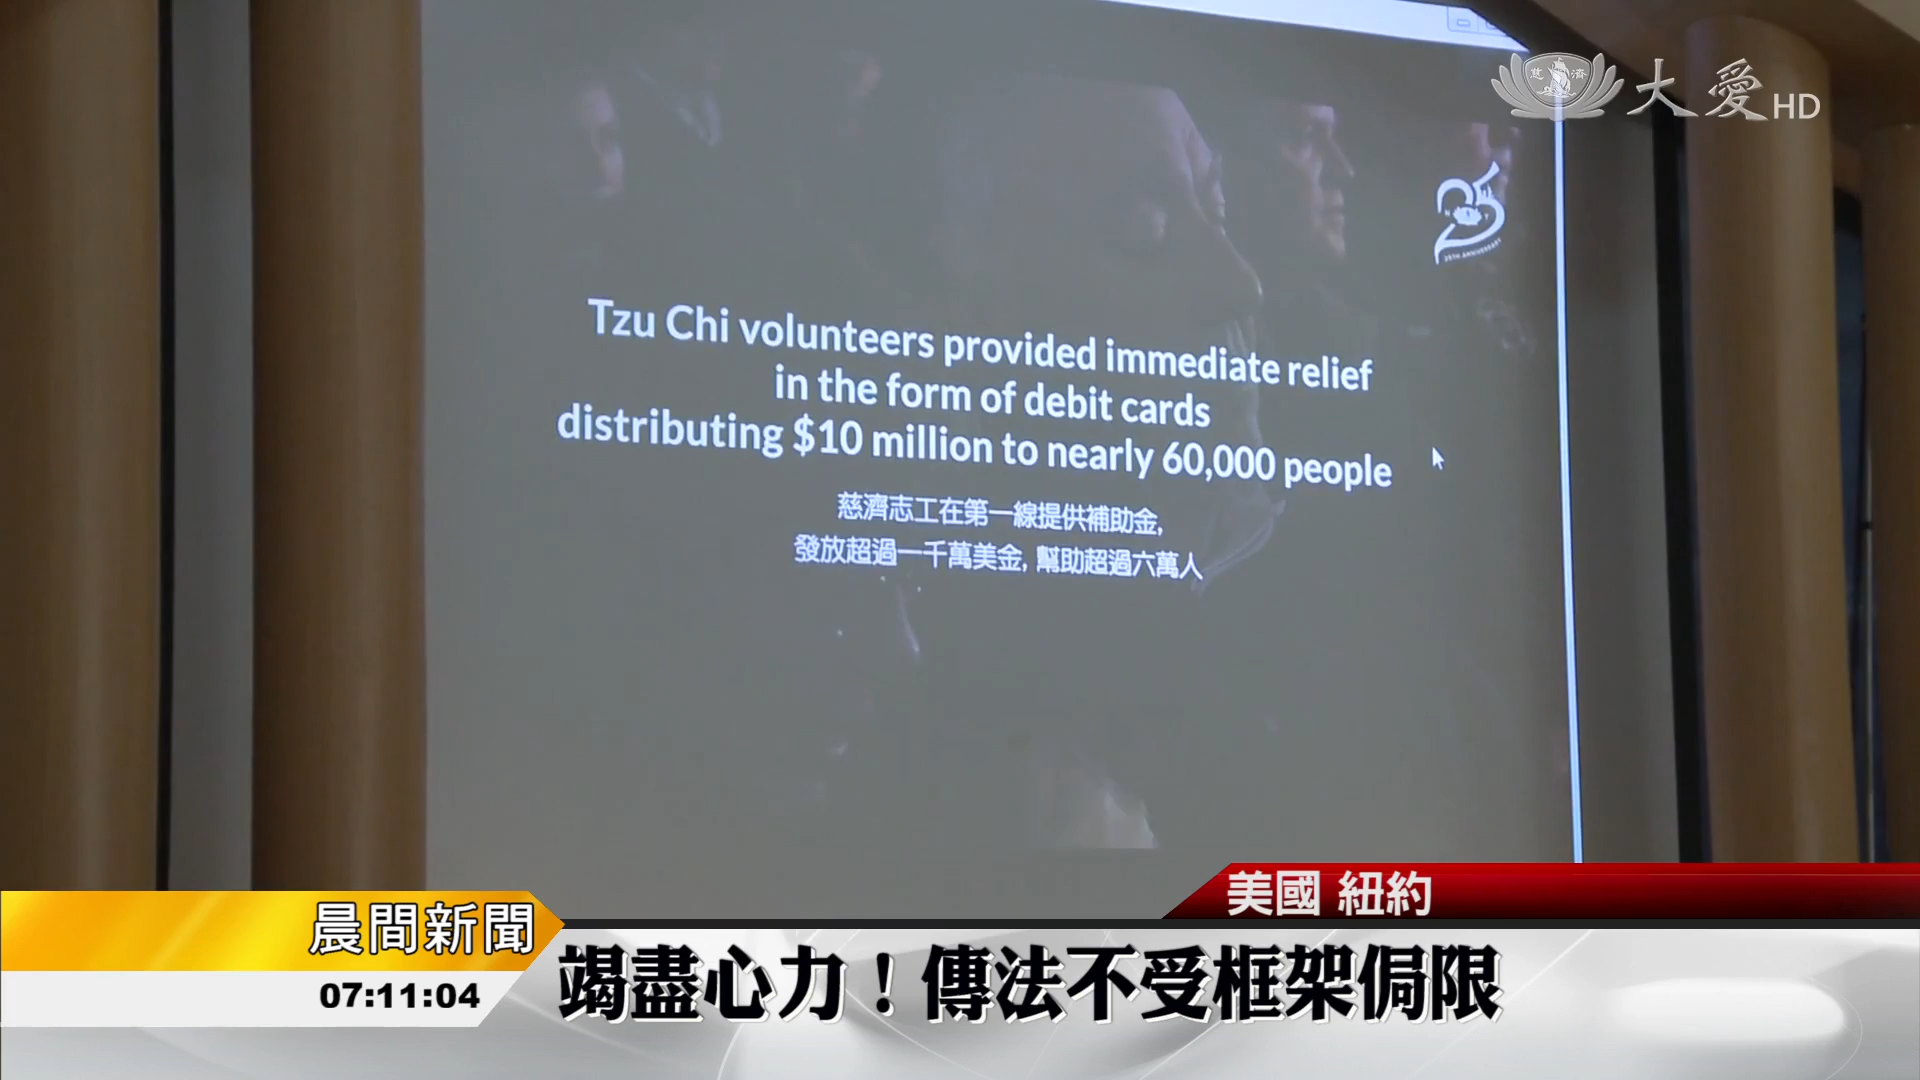 慈濟
大愛HD
25TH ANNIVERSARY
Tzu Chi volunteers provided immediate relief
in the form of debit cards
distributing $10 million to nearly 60,000 people
慈濟志工在第一線提供補助金,
發放超過一千萬美金, 幫助超過六萬人
美國 紐約
晨間新聞
07:11:04
竭盡心力！傳法不受框架侷限